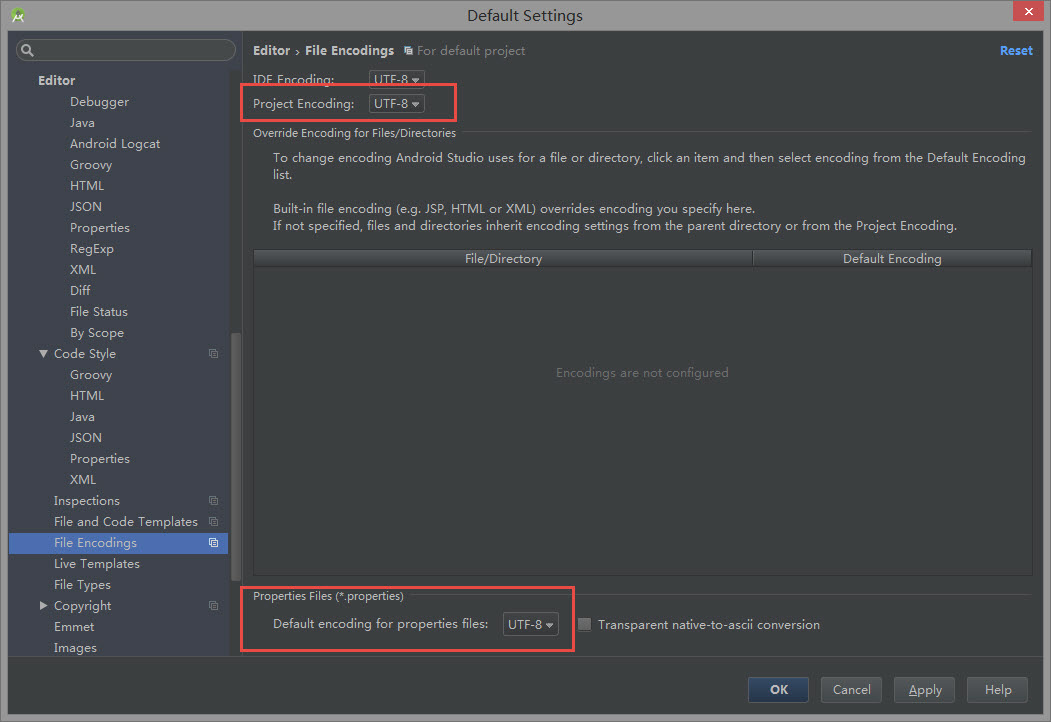 Default Settings
Editor
Debugger
Java
Android Logcat
Groovy
HTML
JSON
Properties
RegExp
XML
Diff
File Status
By Scope
Code Style
Groovy
HTML
Java
JSON
Properties
XML
Inspections
File and Code Templates
File Encodings
Live Templates
File Types
Copyright
Emmet
Images
Editor › File Encodings For default project Reset
IDE Encoding: UTF-8
Project Encoding: UTF-8
Override Encoding for Files/Directories
To change encoding Android Studio uses for a file or directory, click an item and then select encoding from the Default Encoding
list.
Built-in file encoding (e.g. JSP, HTML or XML) overrides encoding you specify here.
If not specified, files and directories inherit encoding settings from the parent directory or from the Project Encoding.
File/Directory Default Encoding
Encodings are not configured
Properties Files (*.properties)
Default encoding for properties files: UTF-8 Transparent native-to-ascii conversion
OK Cancel Apply Help